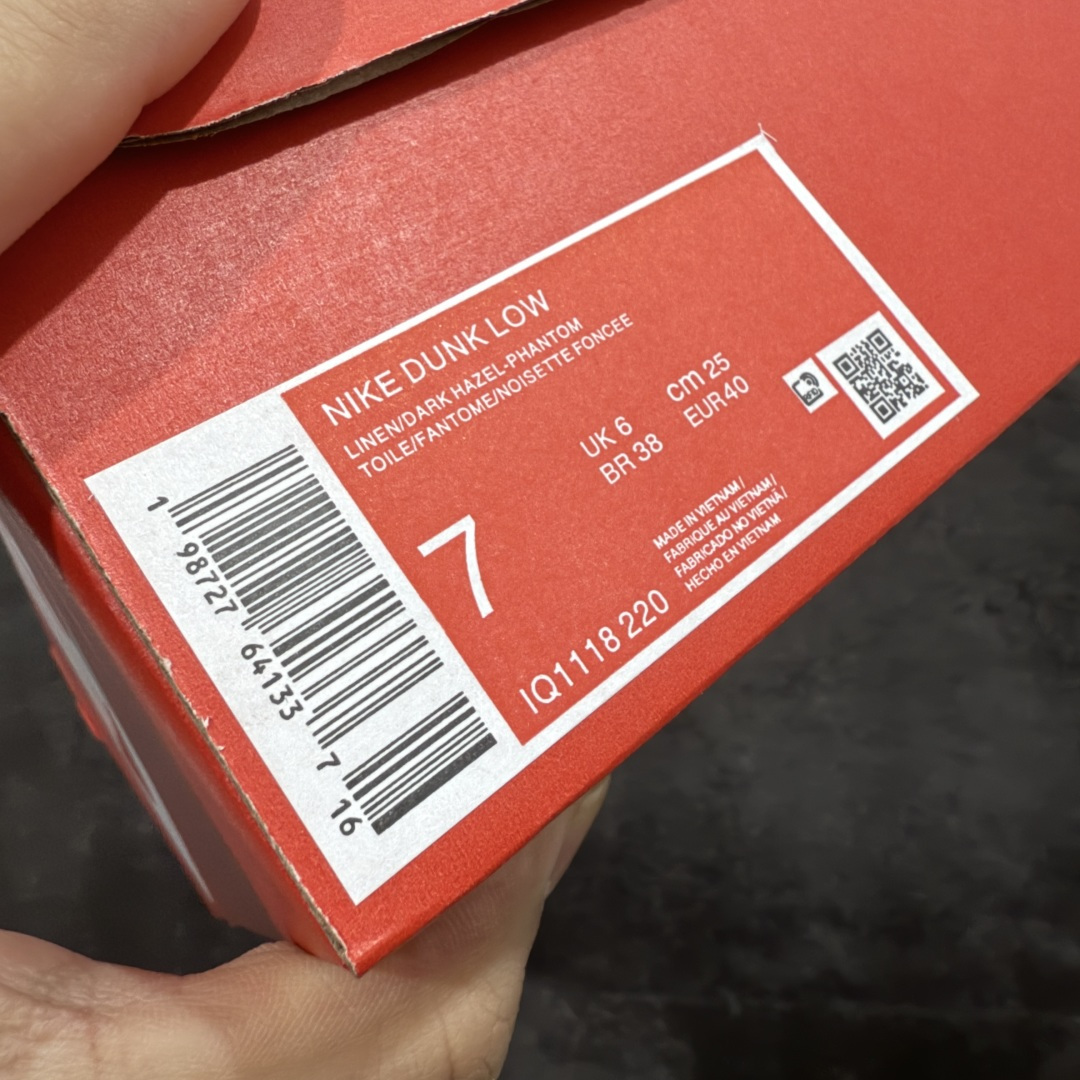 NIKE DUNK LOW
LINEN/DARK HAZEL-PHANTOM
TOILE/FANTOME/NOISETTE FONCEE
UK 6 cm 25
BR 38 EUR 40
7
MADE IN VIETNAM /
FABRIQUE AU VIETNAM /
FABRICADO NO VIETNÃ /
HECHO EN VIETNAM
IQ1118 220
1 98727 64133 7 16